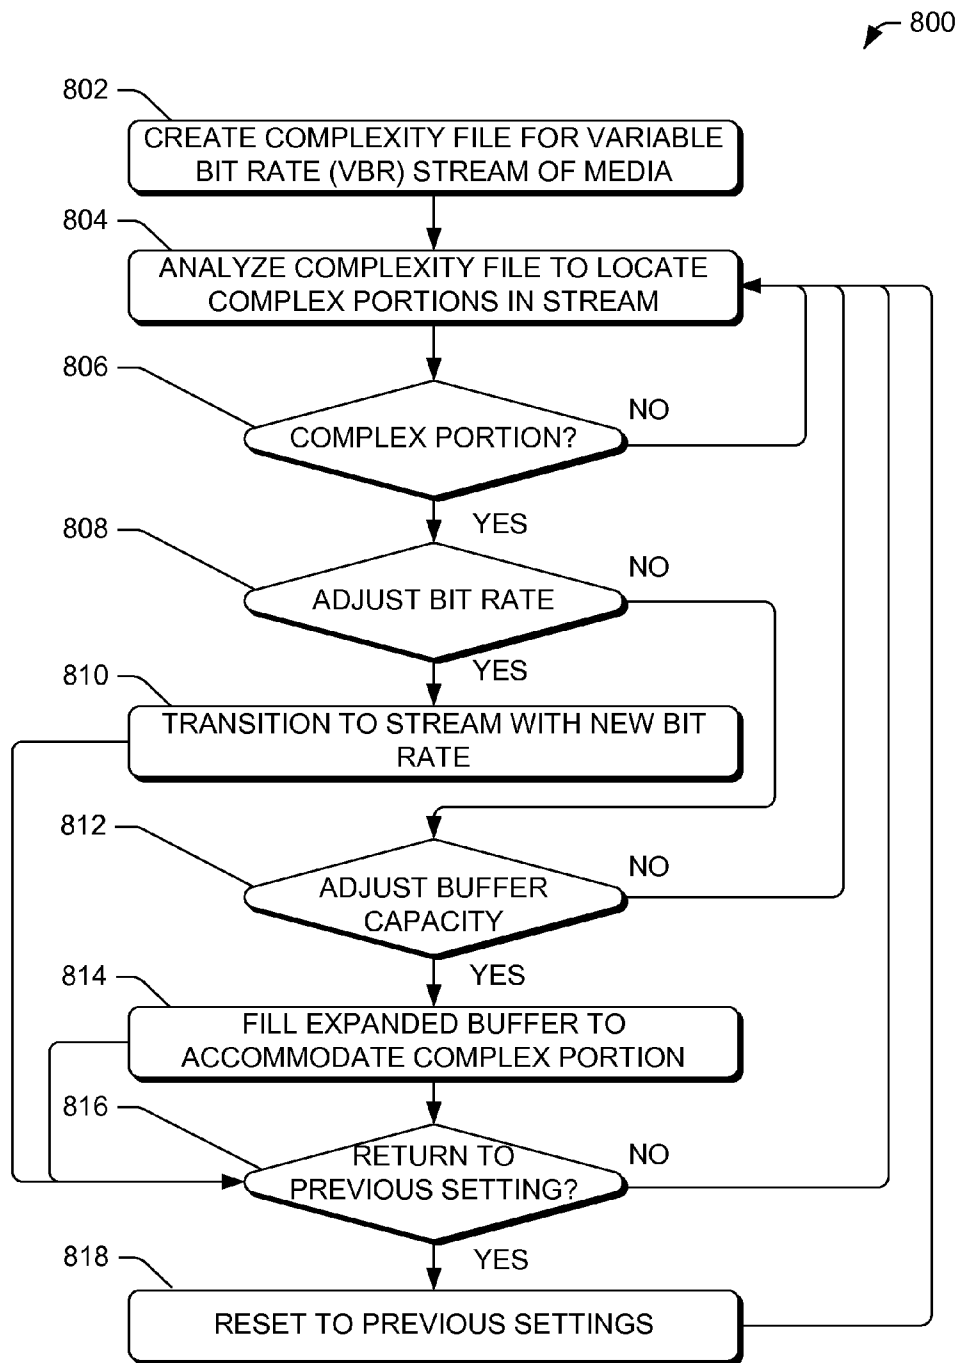 800
802
CREATE COMPLEXITY FILE FOR VARIABLE
BIT RATE (VBR) STREAM OF MEDIA
804
ANALYZE COMPLEXITY FILE TO LOCATE
COMPLEX PORTIONS IN STREAM
806
NO
COMPLEX PORTION?
YES
808
NO
ADJUST BIT RATE
YES
810
TRANSITION TO STREAM WITH NEW BIT
RATE
812
NO
ADJUST BUFFER
CAPACITY
YES
814
FILL EXPANDED BUFFER TO
ACCOMMODATE COMPLEX PORTION
816
NO
RETURN TO
PREVIOUS SETTING?
YES
818
RESET TO PREVIOUS SETTINGS